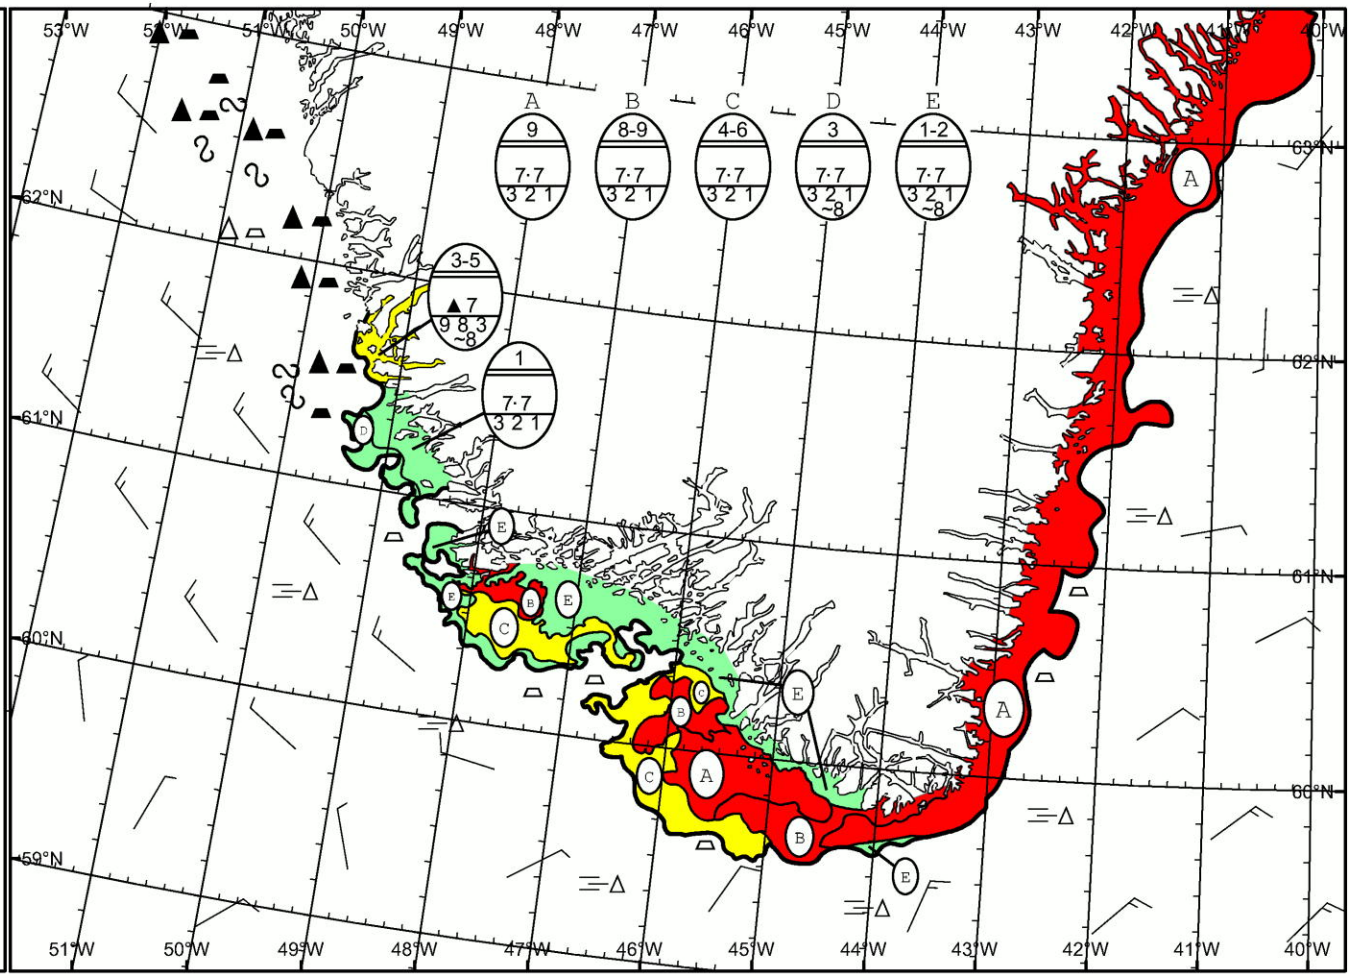 53°W 52°W 51°W 50°W 49°W 48°W 47°W 46°W 45°W 44°W 43°W 42°W 41°W 40°W
A B C D E
9 8-9 4-6 3 1-2
7·7 7·7 7·7 7·7 7·7
3 2 1 3 2 1 3 2 1 3 2 1 3 2 1
~8 ~8
63°N
A
62°N
3-5
▲ 7
9 8 3
~8
62°N
1
7·7
3 2 1
61°N
D
E
61°N
E B E
C
60°N
E
C
B
A
C A
60°N
B
59°N
E
51°W 50°W 49°W 48°W 47°W 46°W 45°W 44°W 43°W 42°W 41°W 40°W